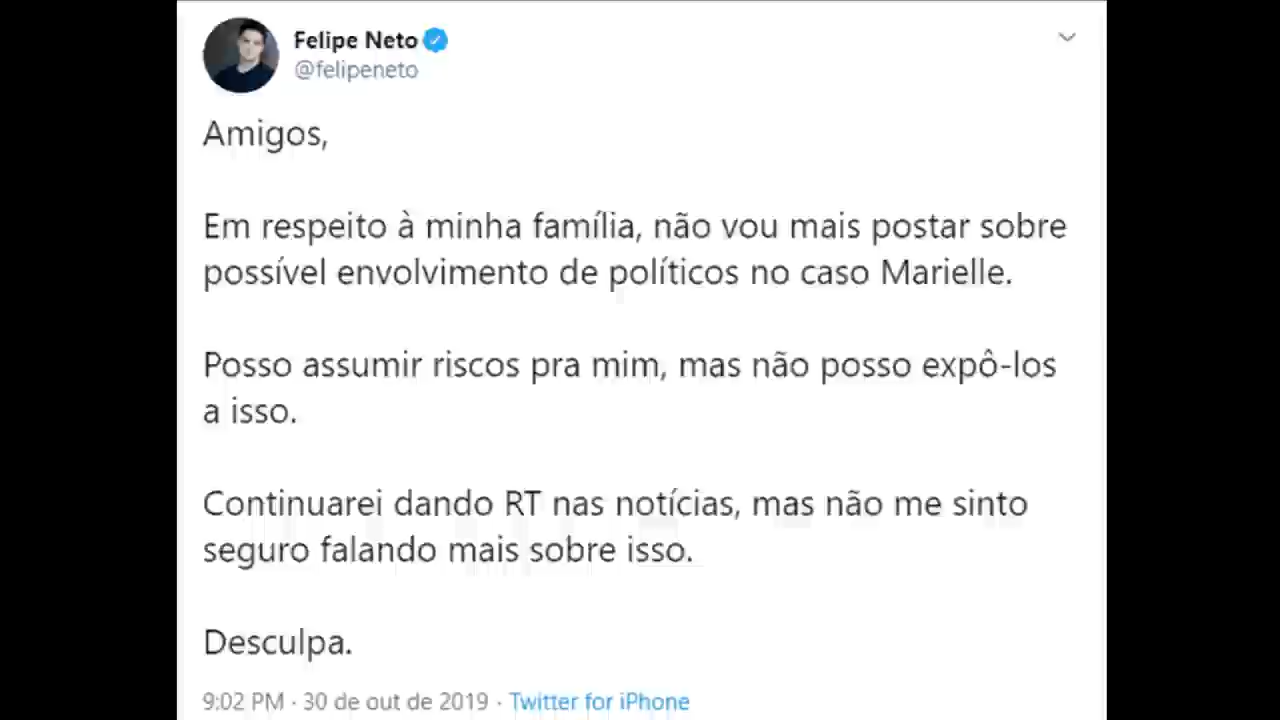 Felipe Neto
@felipeneto
Amigos,
Em respeito à minha família, não vou mais postar sobre
possível envolvimento de políticos no caso Marielle.
Posso assumir riscos pra mim, mas não posso expô-los
a isso.
Continuarei dando RT nas notícias, mas não me sinto
seguro falando mais sobre isso.
Desculpa.
9:02 PM · 30 de out de 2019 · Twitter for iPhone